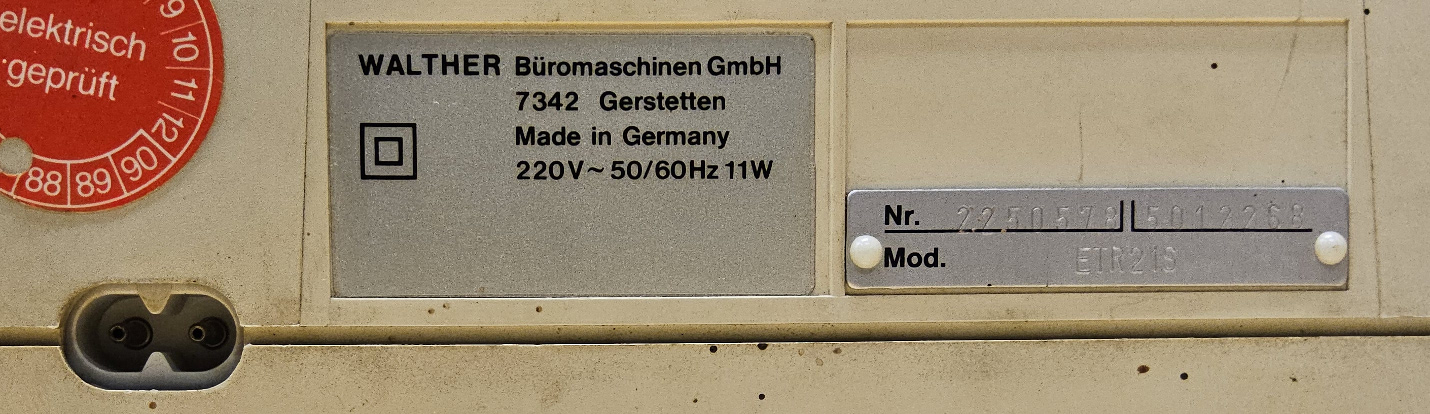 elektrisch
geprüft
9 10 11 12
88 89 90
WALTHER Büromaschinen GmbH
7342 Gerstetten
Made in Germany
220V~ 50/60Hz 11W
Nr. 2250578 5012268
Mod. ETR21S